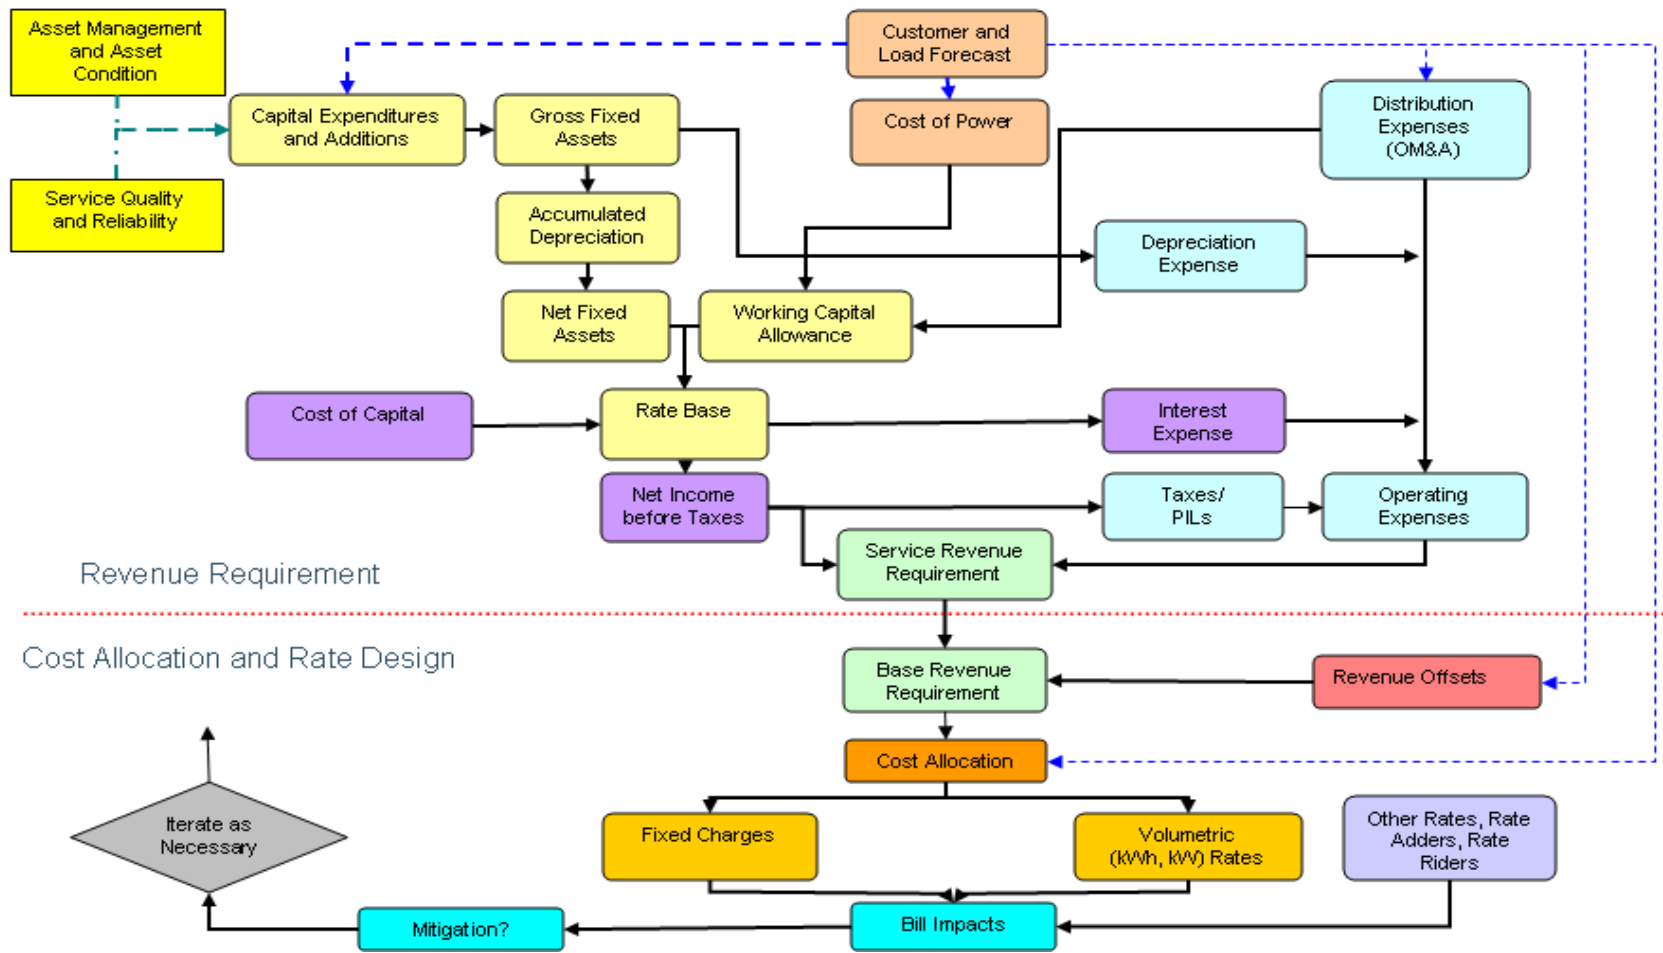 Asset Management
and Asset
Condition
Customer and
Load Forecast
Capital Expenditures
and Additions
Gross Fixed
Assets
Cost of Power
Distribution
Expenses
(OM&A)
Service Quality
and Reliability
Accumulated
Depreciation
Depreciation
Expense
Net Fixed
Assets
Working Capital
Allowance
Cost of Capital
Rate Base
Interest
Expense
Net Income
before Taxes
Taxes/
PILs
Operating
Expenses
Service Revenue
Requirement
Revenue Requirement
Cost Allocation and Rate Design
Base Revenue
Requirement
Revenue Offsets
Cost Allocation
Iterate as
Necessary
Fixed Charges
Volumetric
(kWh, kW) Rates
Other Rates, Rate
Adders, Rate
Riders
Mitigation?
Bill Impacts